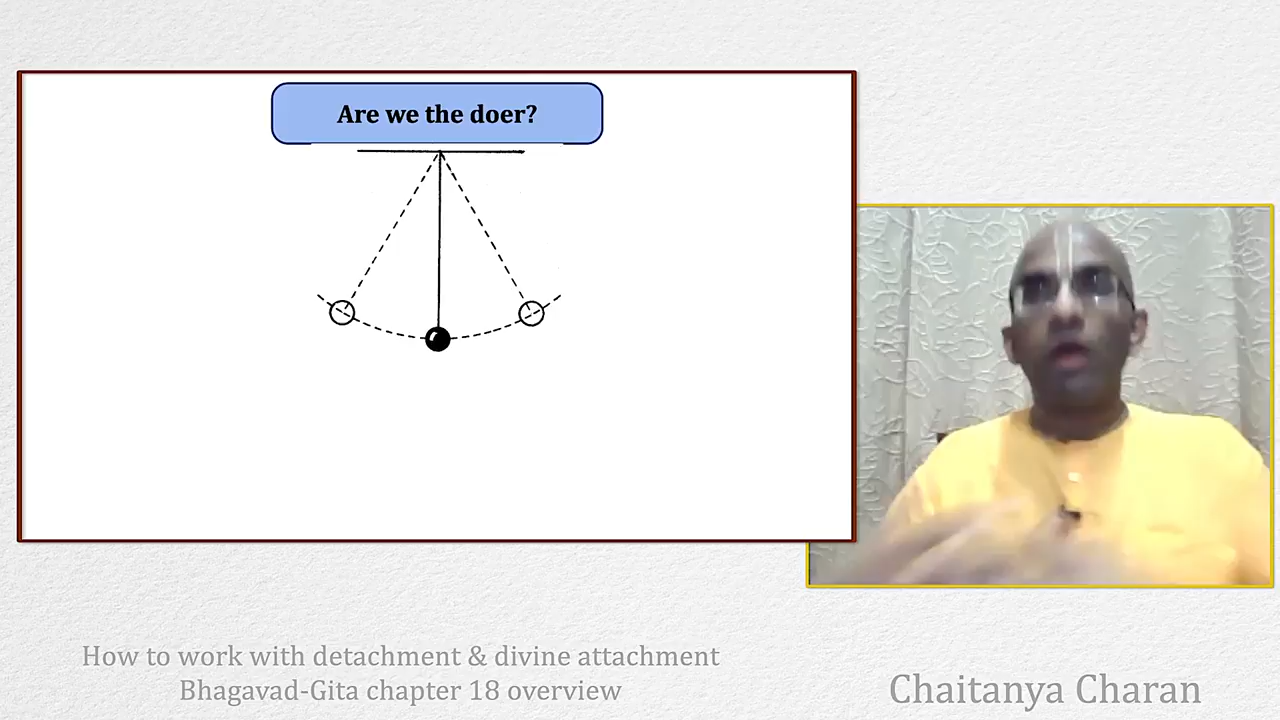 Are we the doer?
How to work with detachment & divine attachment
Bhagavad-Gita chapter 18 overview
Chaitanya Charan